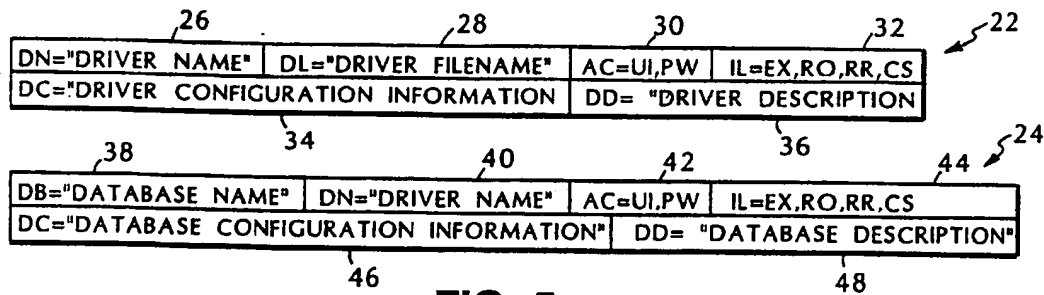 26 28 30 32 22
DN="DRIVER NAME" DL="DRIVER FILENAME" AC=UI,PW IL=EX,RO,RR,CS
DC="DRIVER CONFIGURATION INFORMATION DD= "DRIVER DESCRIPTION
34 36
38 40 42 44 24
DB="DATABASE NAME" DN="DRIVER NAME" AC=UI,PW IL=EX,RO,RR,CS
DC="DATABASE CONFIGURATION INFORMATION" DD= "DATABASE DESCRIPTION"
46 48